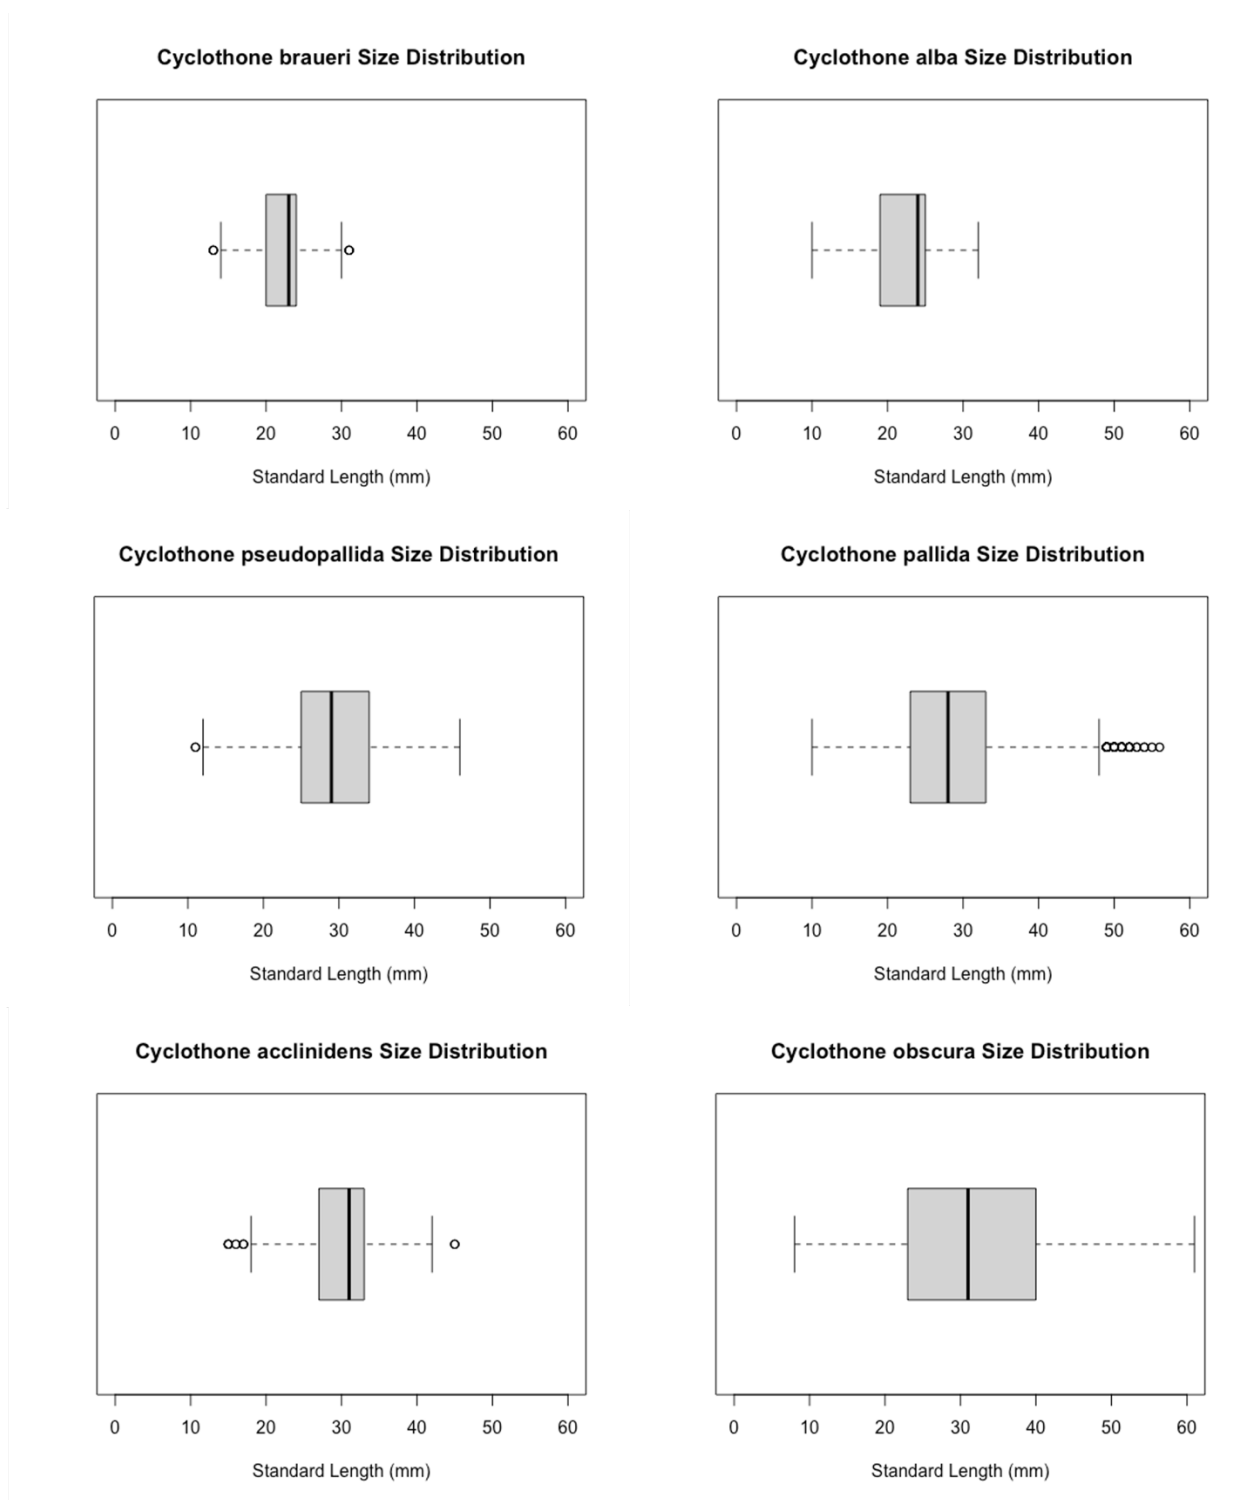 Cyclothone braueri Size Distribution
0 10 20 30 40 50 60
Standard Length (mm)
Cyclothone alba Size Distribution
0 10 20 30 40 50 60
Standard Length (mm)
Cyclothone pseudopallida Size Distribution
0 10 20 30 40 50 60
Standard Length (mm)
Cyclothone pallida Size Distribution
0 10 20 30 40 50 60
Standard Length (mm)
Cyclothone acclinidens Size Distribution
0 10 20 30 40 50 60
Standard Length (mm)
Cyclothone obscura Size Distribution
0 10 20 30 40 50 60
Standard Length (mm)